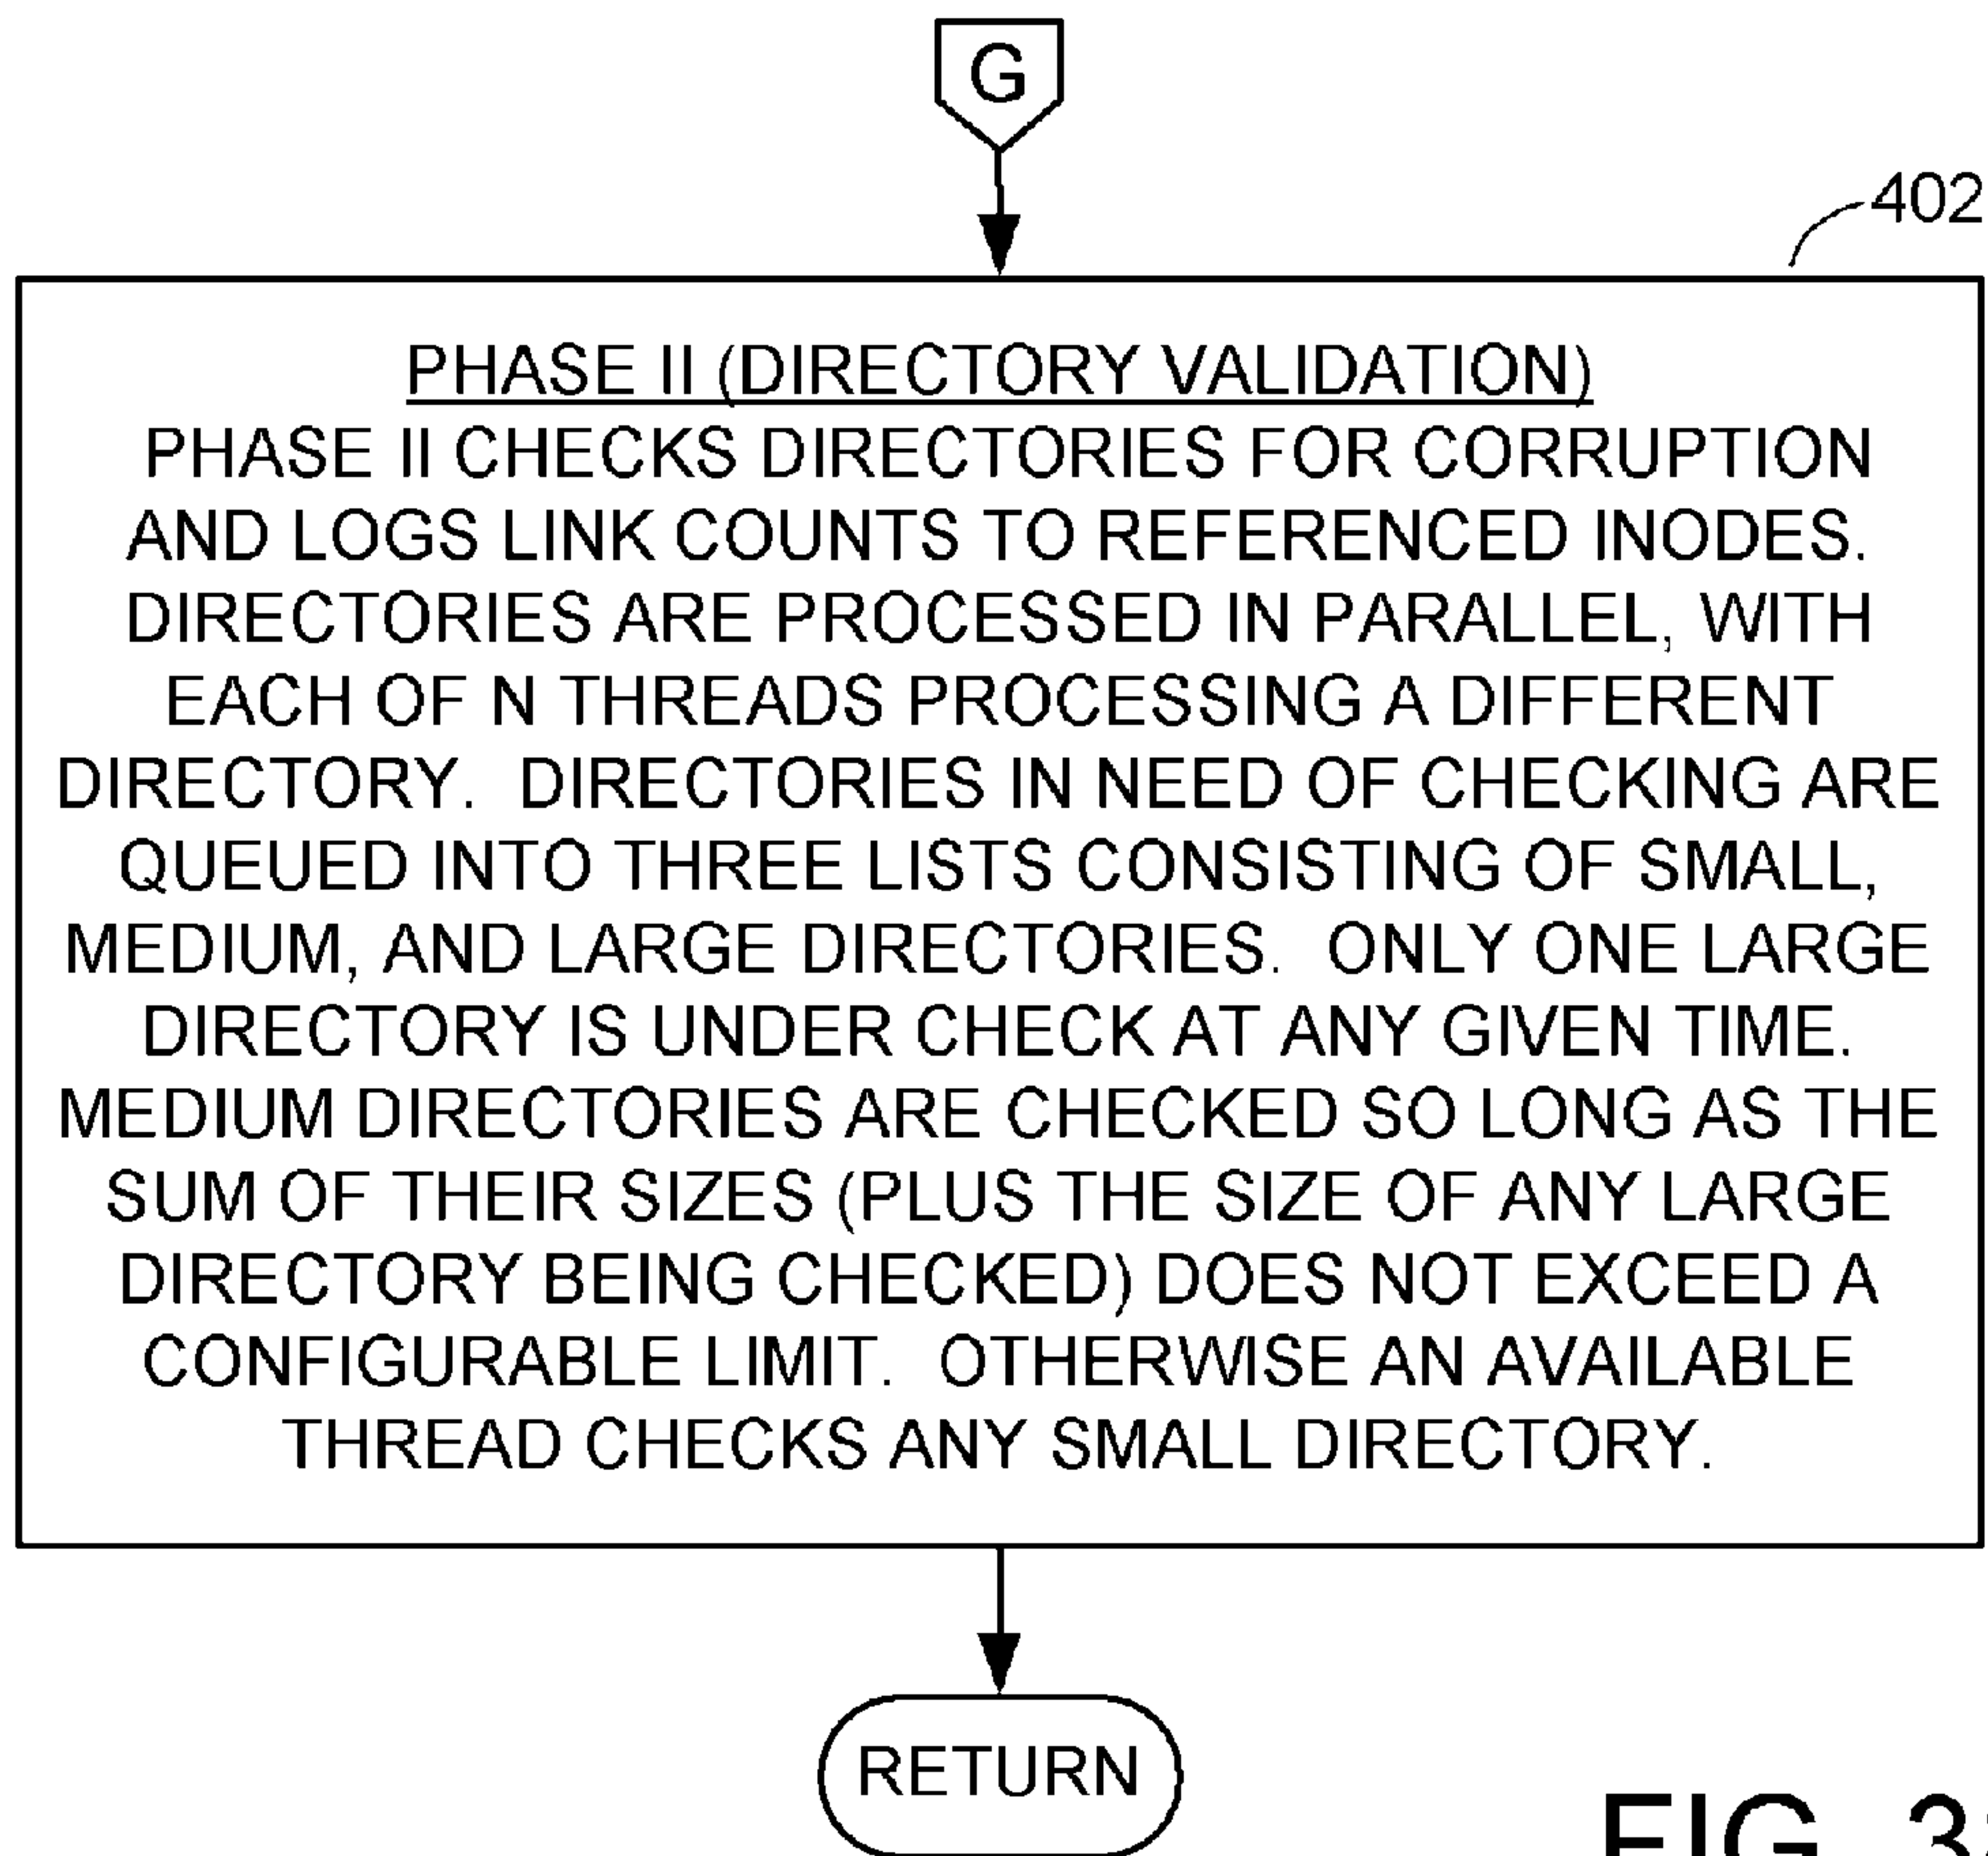 G
402
PHASE II (DIRECTORY VALIDATION)
PHASE II CHECKS DIRECTORIES FOR CORRUPTION
AND LOGS LINK COUNTS TO REFERENCED INODES.
DIRECTORIES ARE PROCESSED IN PARALLEL, WITH
EACH OF N THREADS PROCESSING A DIFFERENT
DIRECTORY. DIRECTORIES IN NEED OF CHECKING ARE
QUEUED INTO THREE LISTS CONSISTING OF SMALL,
MEDIUM, AND LARGE DIRECTORIES. ONLY ONE LARGE
DIRECTORY IS UNDER CHECK AT ANY GIVEN TIME.
MEDIUM DIRECTORIES ARE CHECKED SO LONG AS THE
SUM OF THEIR SIZES (PLUS THE SIZE OF ANY LARGE
DIRECTORY BEING CHECKED) DOES NOT EXCEED A
CONFIGURABLE LIMIT. OTHERWISE AN AVAILABLE
THREAD CHECKS ANY SMALL DIRECTORY.
RETURN
FIG.